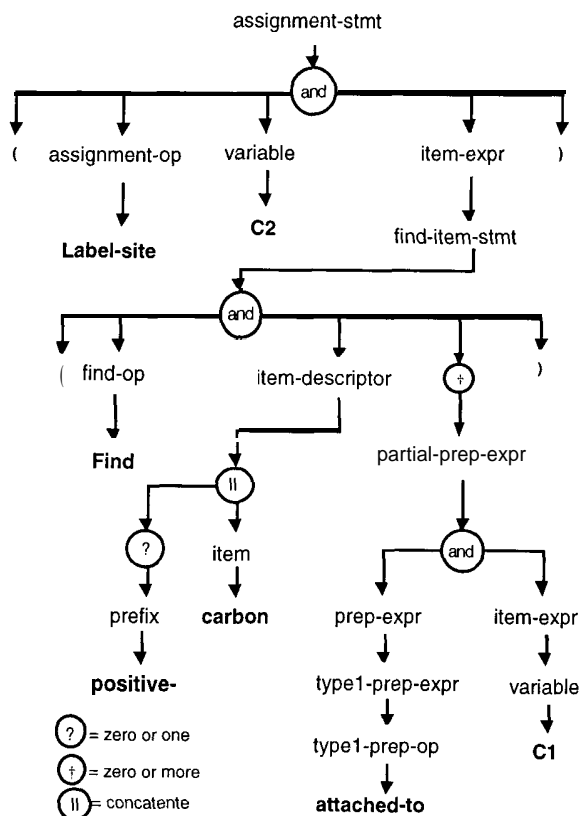 assignment-stmt
and
( assignment-op variable item-expr )
Label-site C2 find-item-stmt
and
( find-op item-descriptor † )
Find partial-prep-expr
||
? item and
prefix carbon prep-expr item-expr
positive- type1-prep-expr variable
? = zero or one type1-prep-op C1
† = zero or more
|| = concatente attached-to